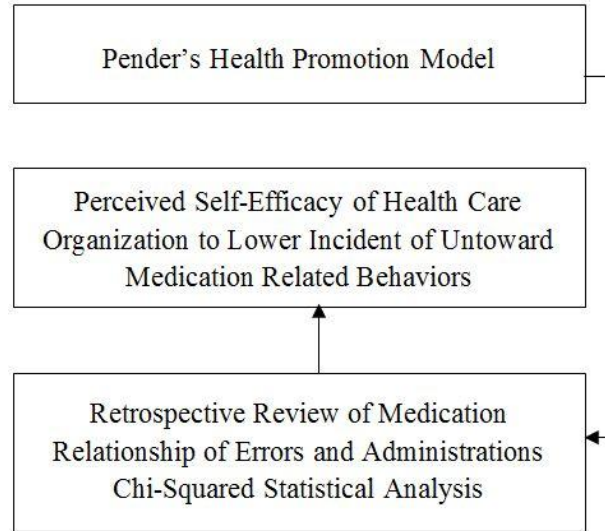 Pender’s Health Promotion Model
Perceived Self-Efficacy of Health Care
Organization to Lower Incident of Untoward
Medication Related Behaviors
Retrospective Review of Medication
Relationship of Errors and Administrations
Chi-Squared Statistical Analysis